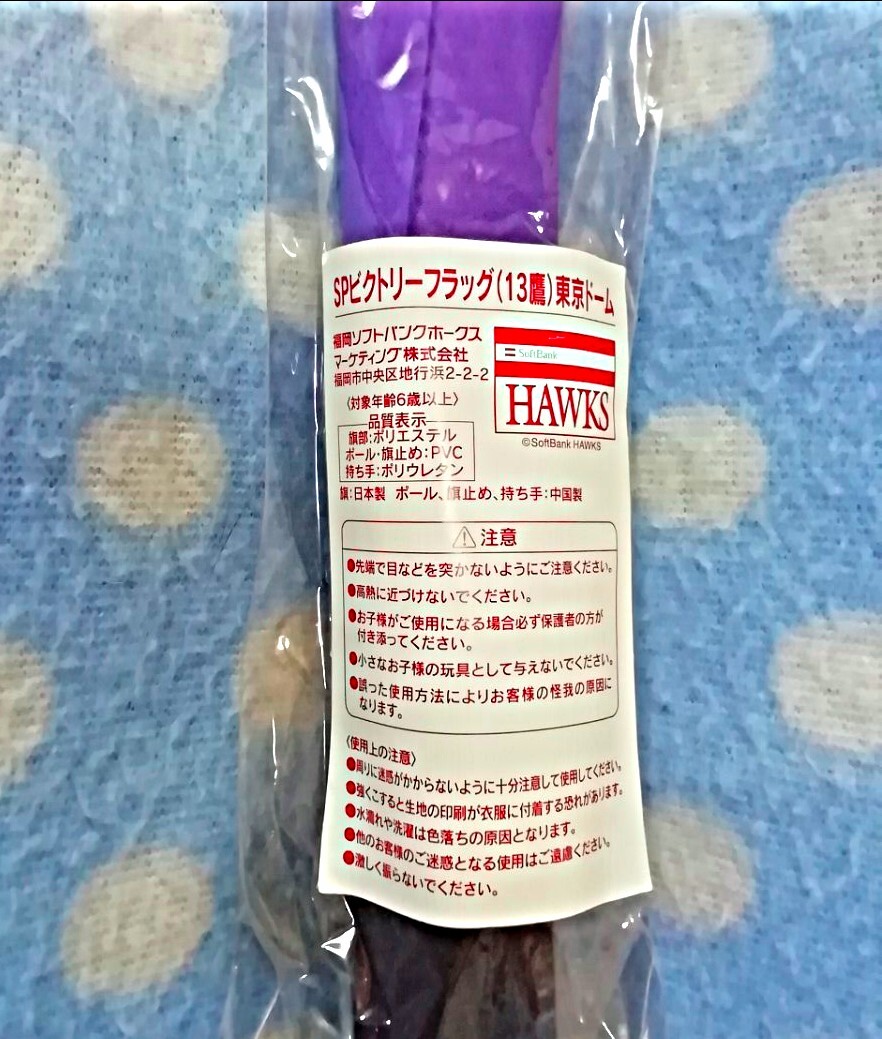 SPビクトリーフラッグ(13鷹)東京ドーム
福岡ソフトバンクホークス
マーケティング株式会社
福岡市中央区地行浜2-2-2
〈対象年齢6歳以上〉
品質表示
旗部:ポリエステル
ポール・旗止め:PVC
持ち手:ポリウレタン
SoftBank
HAWKS
©SoftBank HAWKS
旗:日本製 ポール、旗止め、持ち手:中国製
注意
●先端で目などを突かないようにご注意ください。
●高熱に近づけないでください。
●お子様がご使用になる場合必ず保護者の方が
付き添ってください。
●小さなお子様の玩具として与えないでください。
●誤った使用方法によりお客様の怪我の原因に
なります。
〈使用上の注意〉
●周りに迷惑がかからないように十分注意して使用してください。
●強くこすると生地の印刷が衣服に付着する恐れがあります。
●水濡れや洗濯は色落ちの原因となります。
●他のお客様のご迷惑となる使用はご遠慮ください。
●激しく振らないでください。